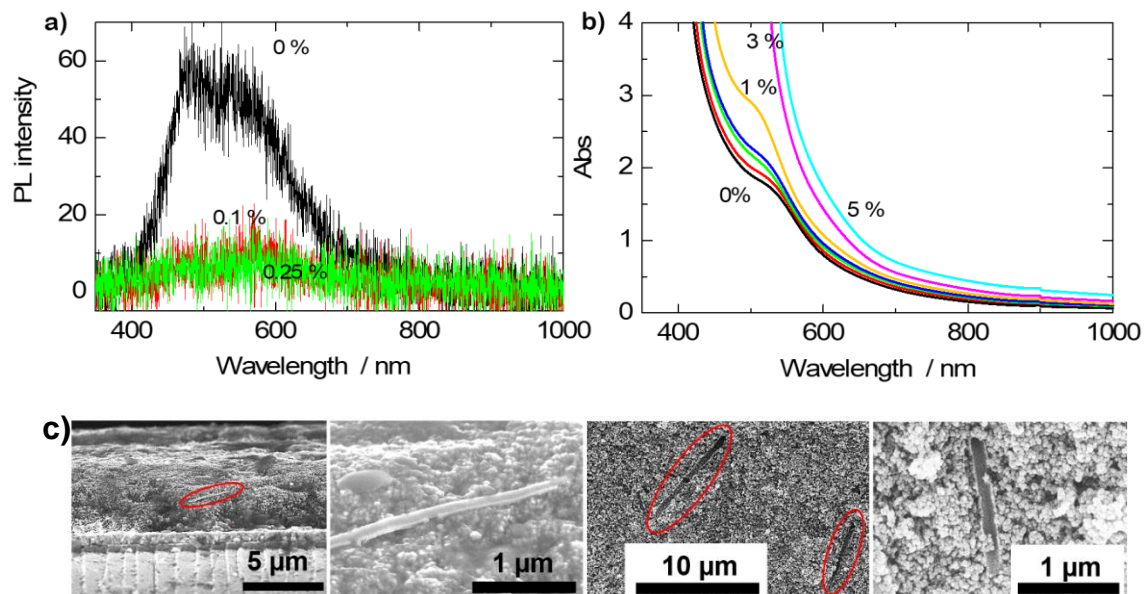 a)
60
40
20
0
PL intensity
0 %
0.1 %
0.25 %
400
600
800
1000
Wavelength / nm
b)
4
3
2
1
0
Abs
3 %
1 %
0%
5 %
400
600
800
1000
Wavelength / nm
c)
5 µm
1 µm
10 µm
1 µm